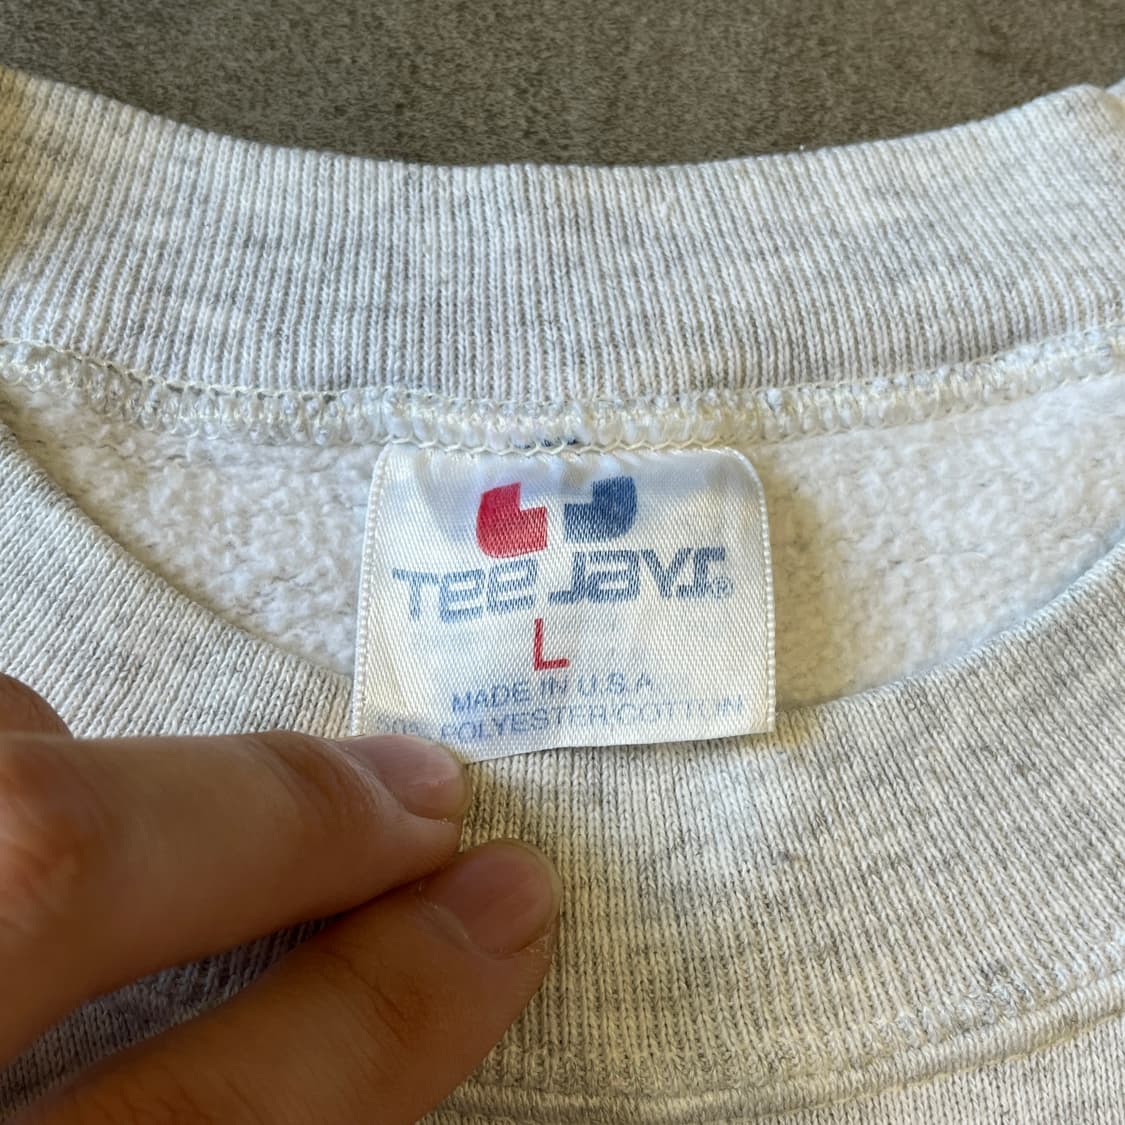 Tee Jays®
L
MADE IN U.S.A
POLYESTER/COTTON